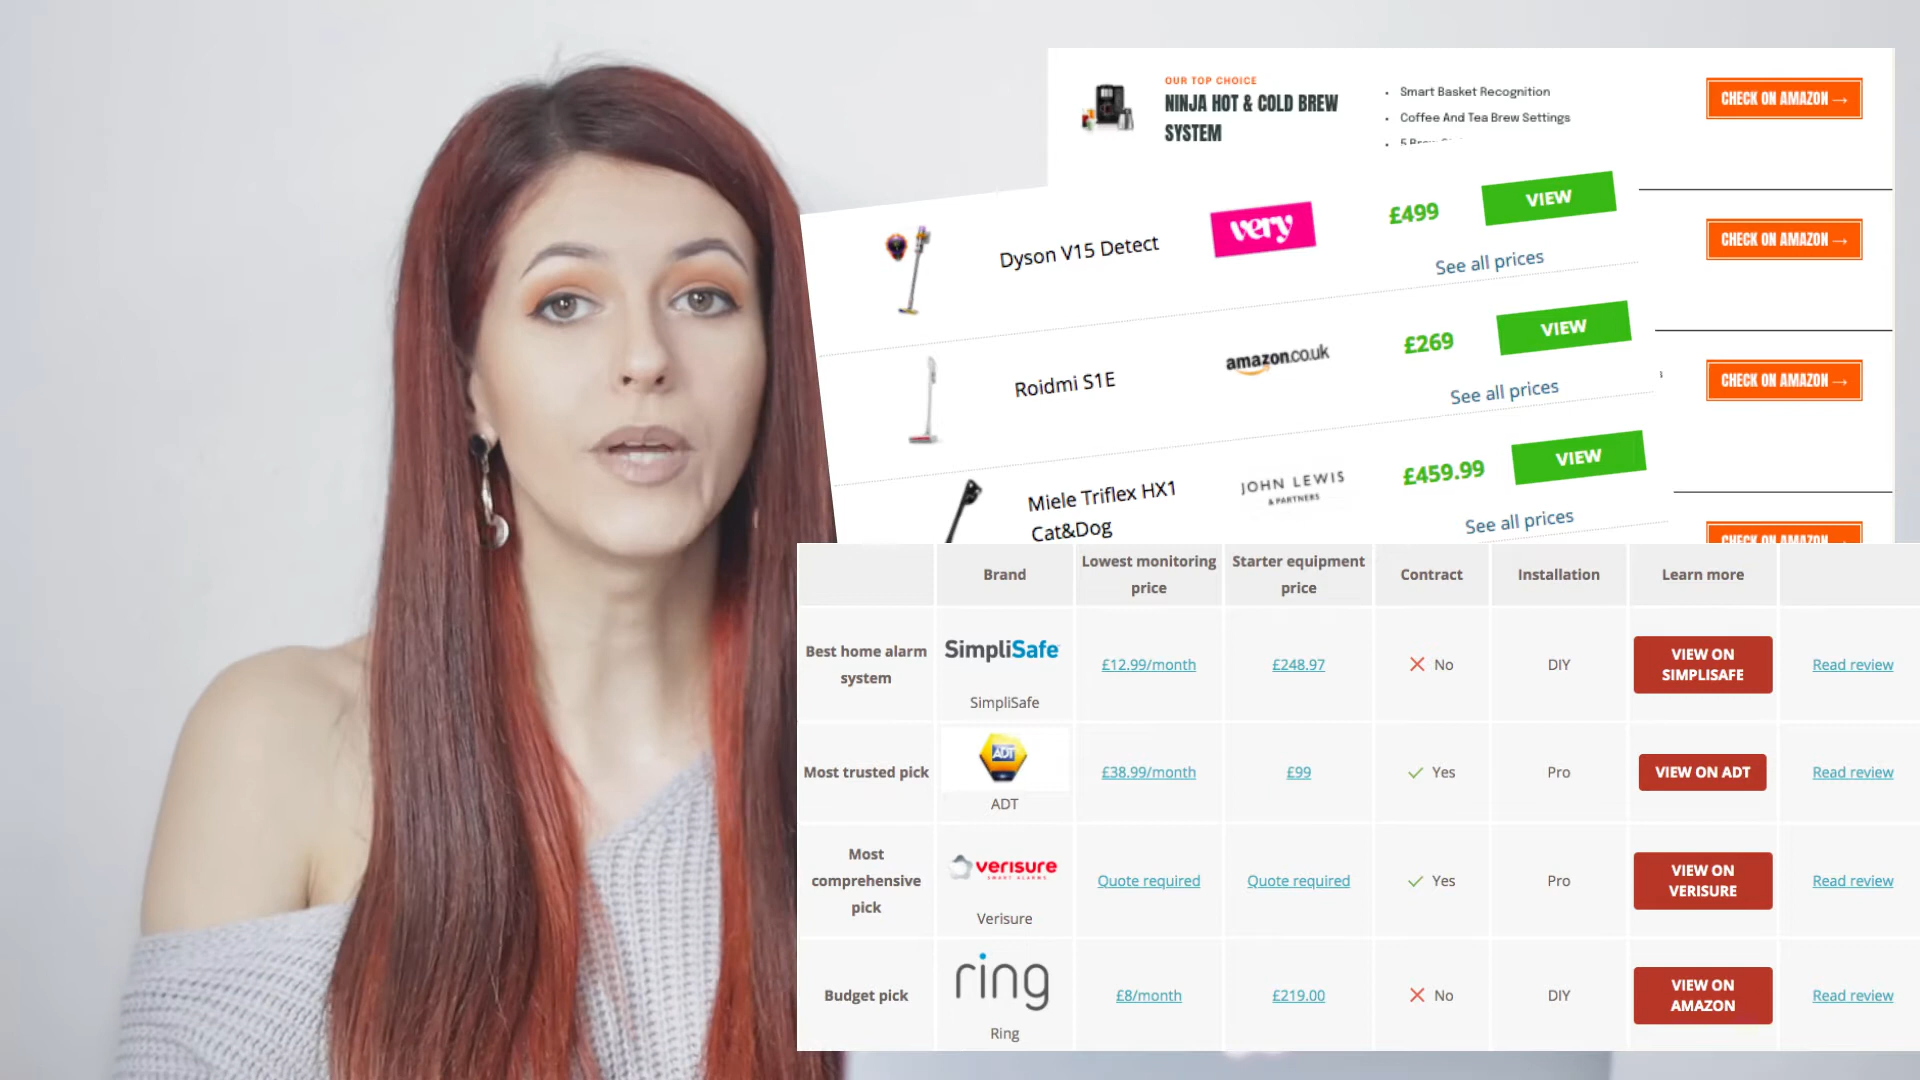 OUR TOP CHOICE
NINJA HOT & COLD BREW
SYSTEM
Smart Basket Recognition
Coffee And Tea Brew Settings
CHECK ON AMAZON →
Dyson V15 Detect
very
£499
VIEW
See all prices
CHECK ON AMAZON →
Roidmi S1E
amazon.co.uk
£269
VIEW
See all prices
CHECK ON AMAZON →
Miele Triflex HX1
Cat&Dog
JOHN LEWIS
& PARTNERS
£459.99
VIEW
See all prices
CHECK ON AMAZON →
Brand
Lowest monitoring
price
Starter equipment
price
Contract
Installation
Learn more
Best home alarm
system
SimpliSafe
SimpliSafe
£12.99/month
£248.97
No
DIY
VIEW ON
SIMPLISAFE
Read review
Most trusted pick
ADT
ADT
£38.99/month
£99
Yes
Pro
VIEW ON ADT
Read review
Most
comprehensive
pick
verisure
SMART ALARMS
Verisure
Quote required
Quote required
Yes
Pro
VIEW ON
VERISURE
Read review
Budget pick
ring
Ring
£8/month
£219.00
No
DIY
VIEW ON
AMAZON
Read review